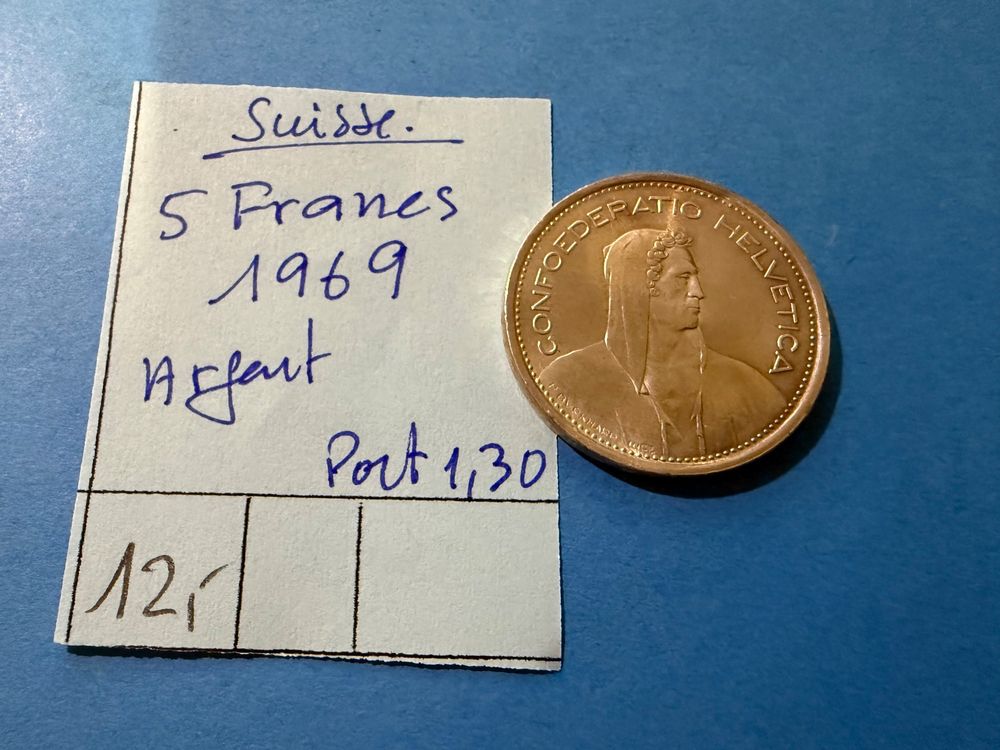 Suisse.
5 Francs
1969
Argent
Port 1,30
12,-
CONFOEDERATIO HELVETICA